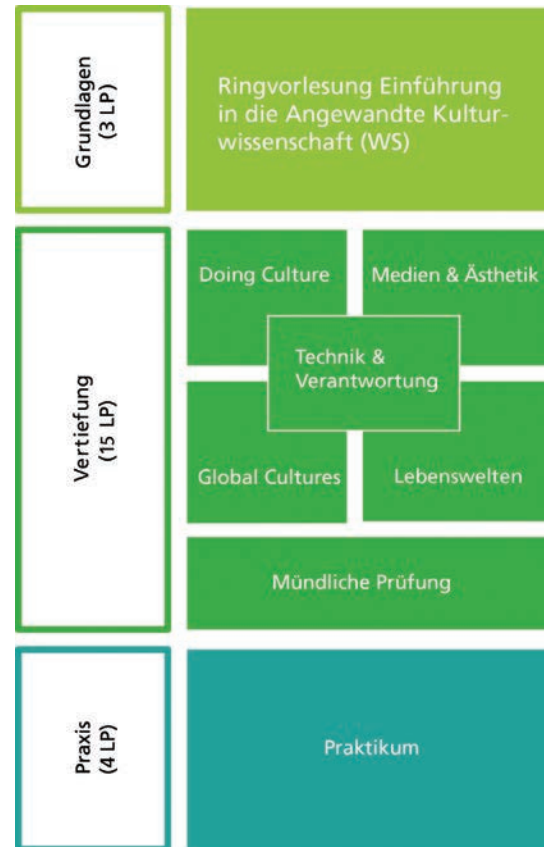 Grundlagen
(3 LP)
Ringvorlesung Einführung
in die Angewandte Kultur-
wissenschaft (WS)
Vertiefung
(15 LP)
Doing Culture
Medien & Ästhetik
Technik &
Verantwortung
Global Cultures
Lebenswelten
Mündliche Prüfung
Praxis
(4 LP)
Praktikum